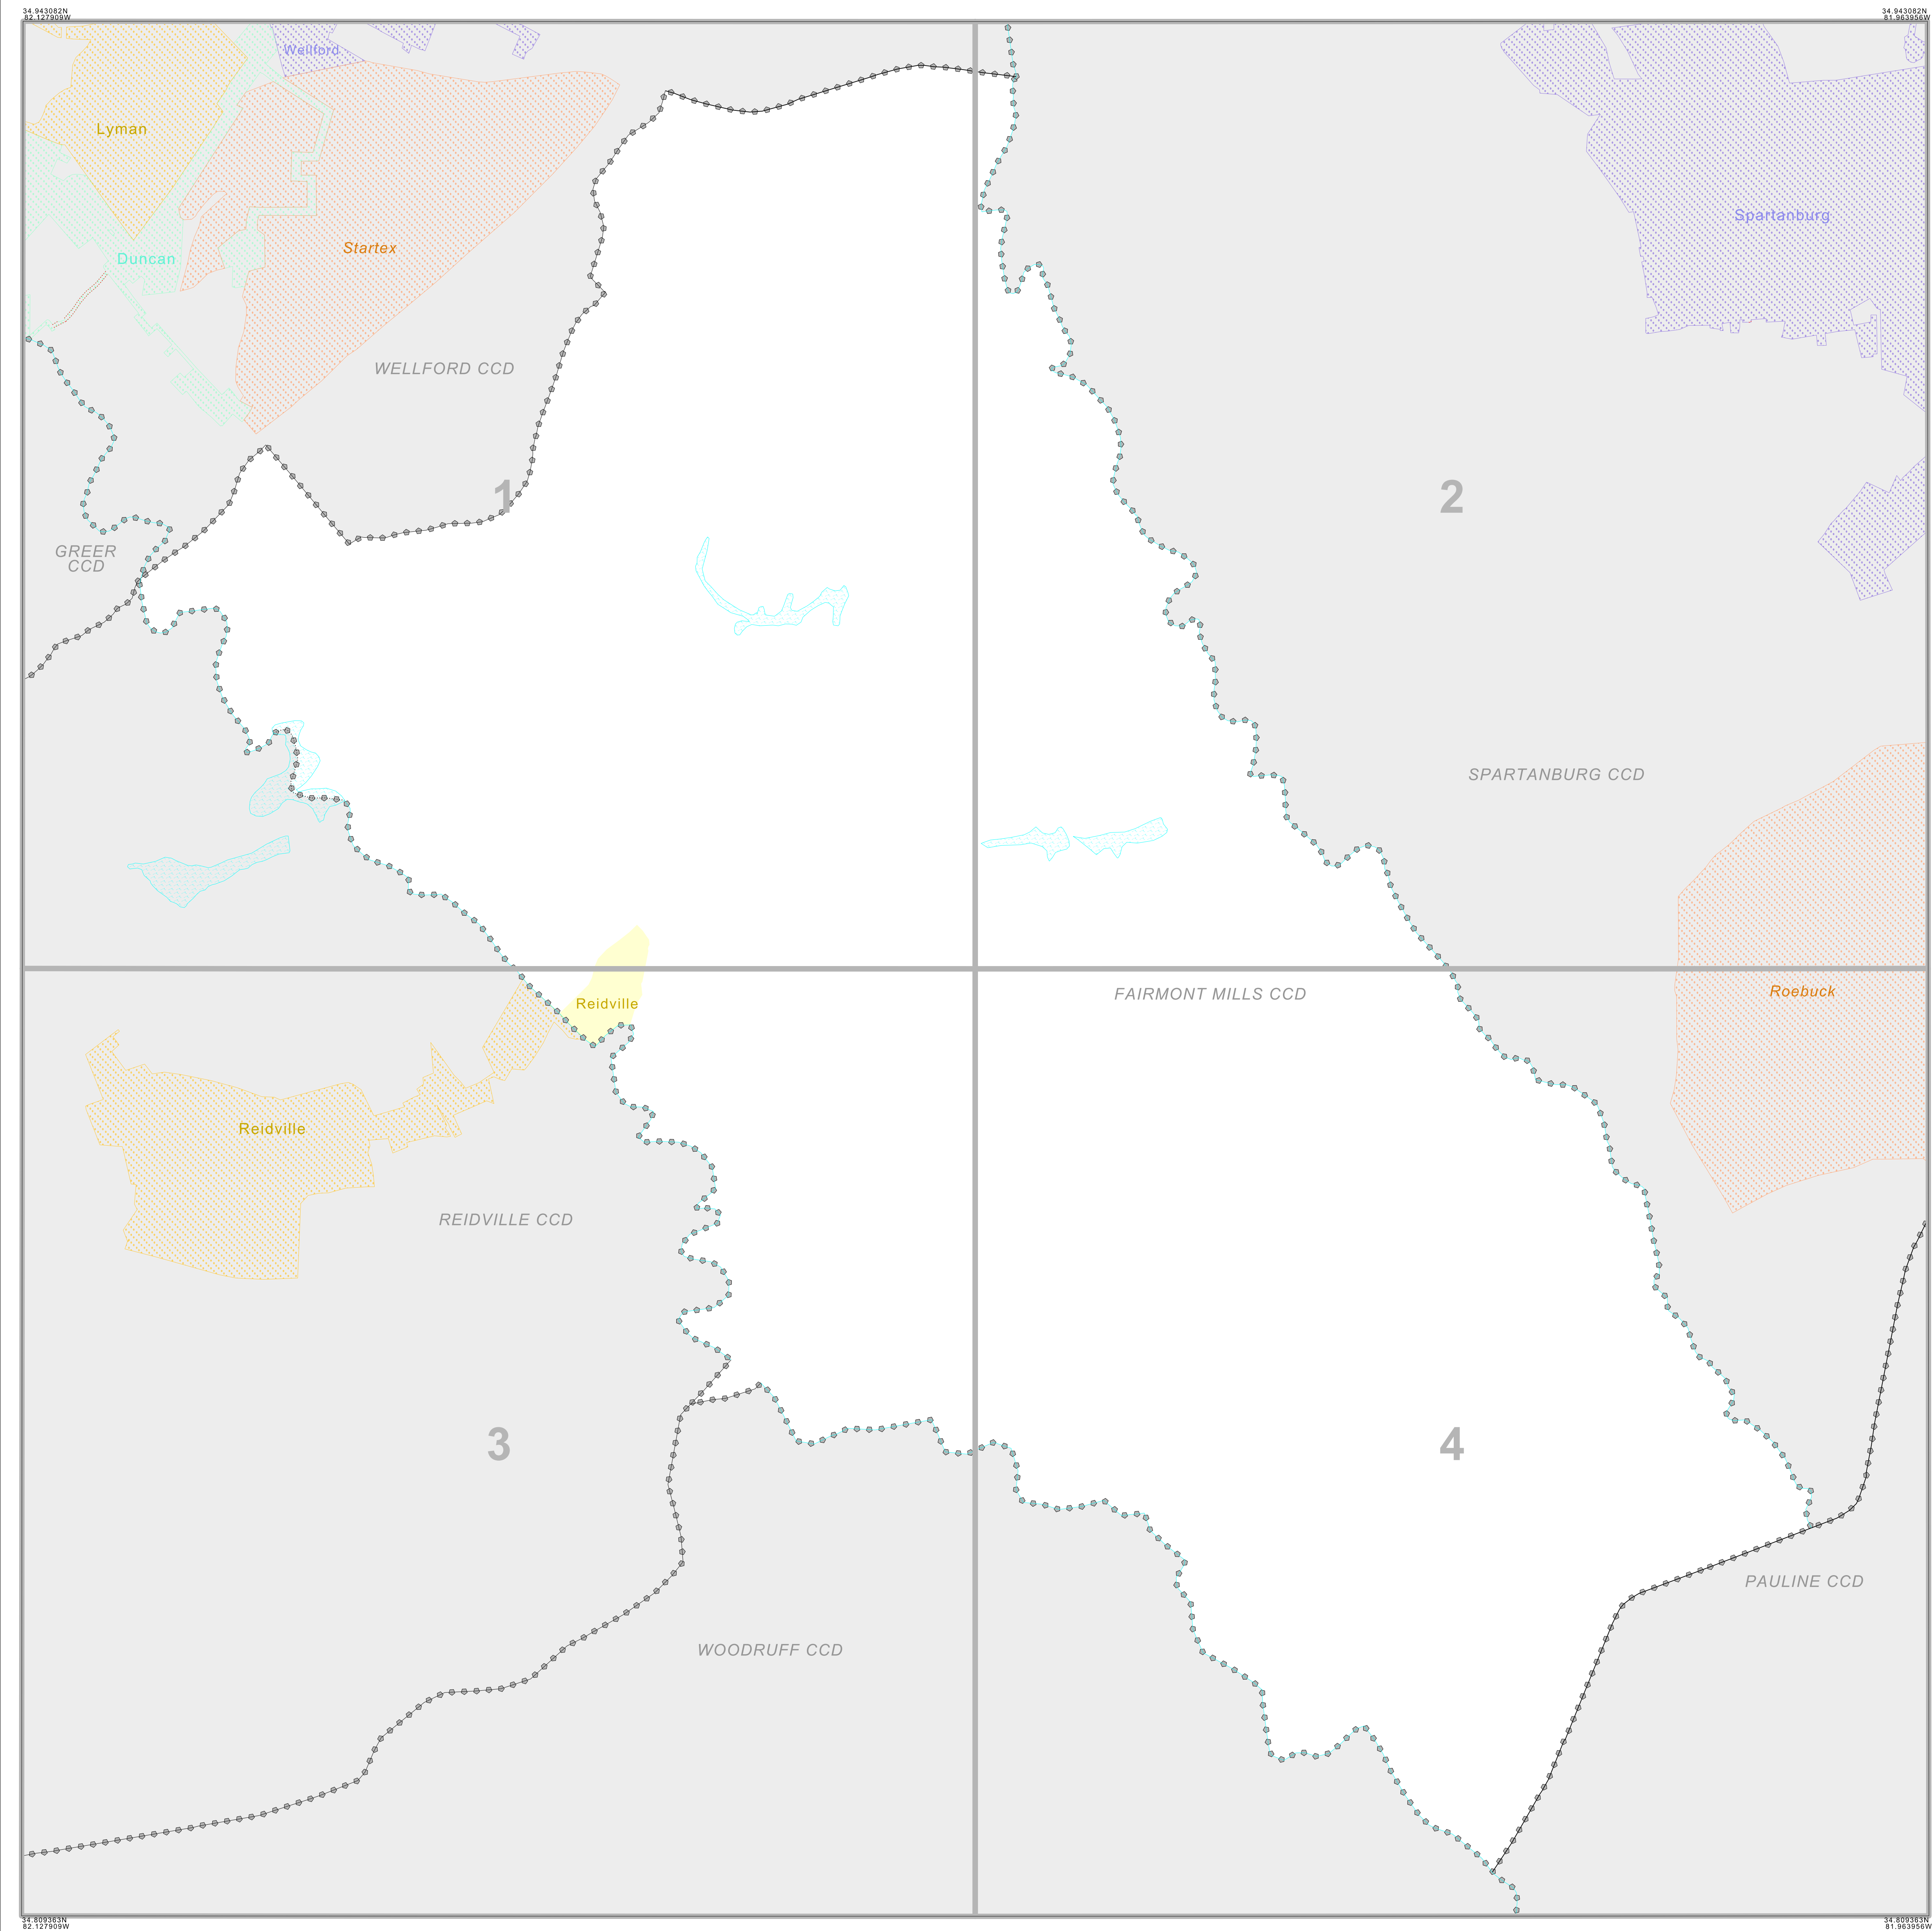 34.943082N
82.127909W
34.943082N
81.963956W
Wellford
Lyman
Spartanburg
Startex
Duncan
WELLFORD CCD
1
2
GREER
CCD
SPARTANBURG CCD
Roebuck
FAIRMONT MILLS CCD
Reidville
Reidville
REIDVILLE CCD
3
4
PAULINE CCD
WOODRUFF CCD
34.809363N
82.127909W
34.809363N
81.963956W